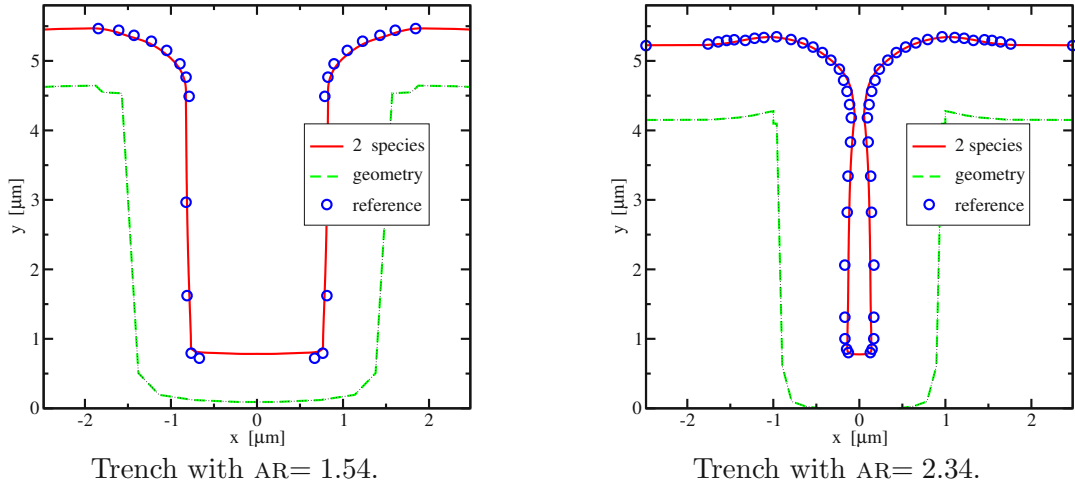 5
4
3
2
1
0
y [µm]
-2
-1
0
1
2
x [µm]
2 species
geometry
reference
Trench with AR= 1.54.
5
4
3
2
1
0
y [µm]
-2
-1
0
1
2
x [µm]
2 species
geometry
reference
Trench with AR= 2.34.